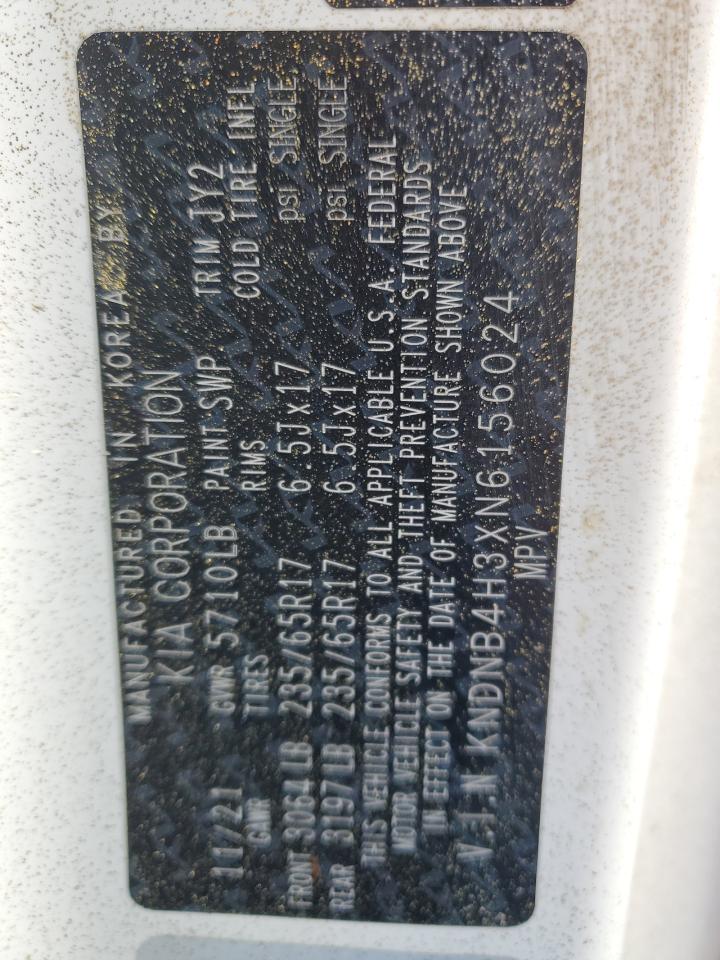 MANUFACTURED IN KOREA BY
KIA CORPORATION
11/21 GVWR 5710LB PAINT SWP TRIM JY2
GAWR TIRES RIMS COLD TIRE INFL
FRONT 3064LB 235/65R17 6.5Jx17 psi SINGLE
REAR 3197LB 235/65R17 6.5Jx17 psi SINGLE
THIS VEHICLE CONFORMS TO ALL APPLICABLE U.S.A. FEDERAL
MOTOR VEHICLE SAFETY AND THEFT PREVENTION STANDARDS
IN EFFECT ON THE DATE OF MANUFACTURE SHOWN ABOVE
V.I.N KNDNB4H3XN6156024
MPV